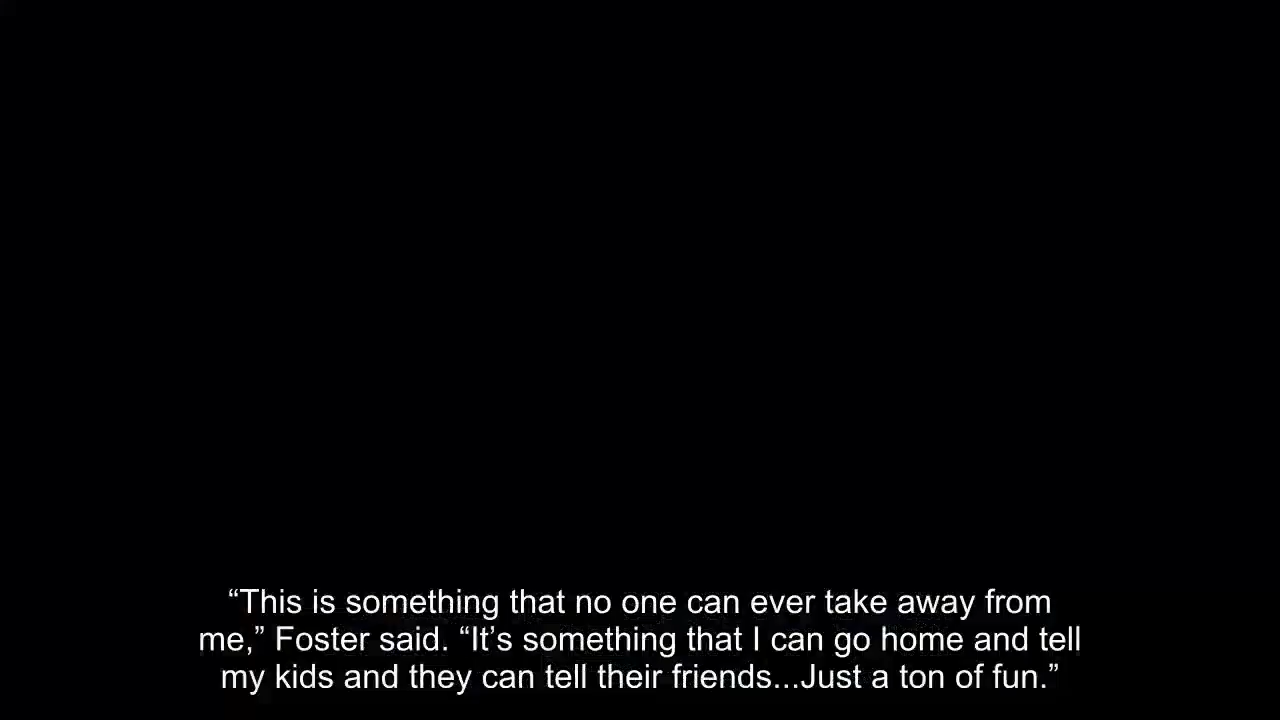 “This is something that no one can ever take away from
me,” Foster said. “It’s something that I can go home and tell
my kids and they can tell their friends...Just a ton of fun.”